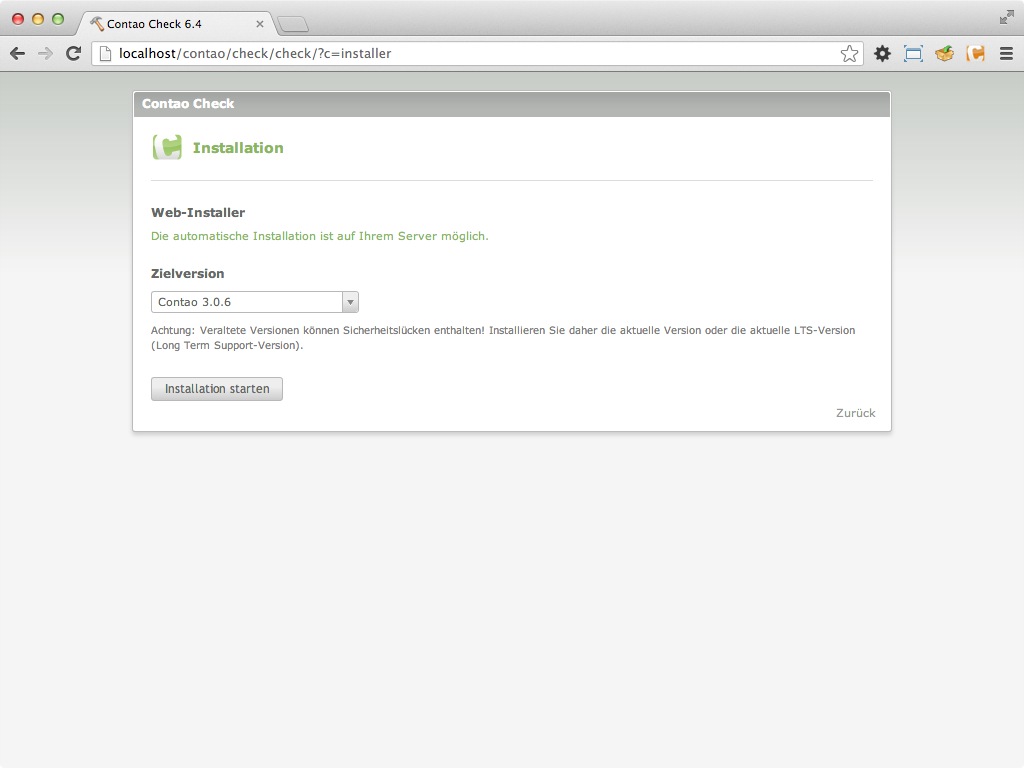 Contao Check 6.4
localhost/contao/check/check/?c=installer
Contao Check
Installation
Web-Installer
Die automatische Installation ist auf Ihrem Server möglich.
Zielversion
Contao 3.0.6
Achtung: Veraltete Versionen können Sicherheitslücken enthalten! Installieren Sie daher die aktuelle Version oder die aktuelle LTS-Version
(Long Term Support-Version).
Installation starten
Zurück